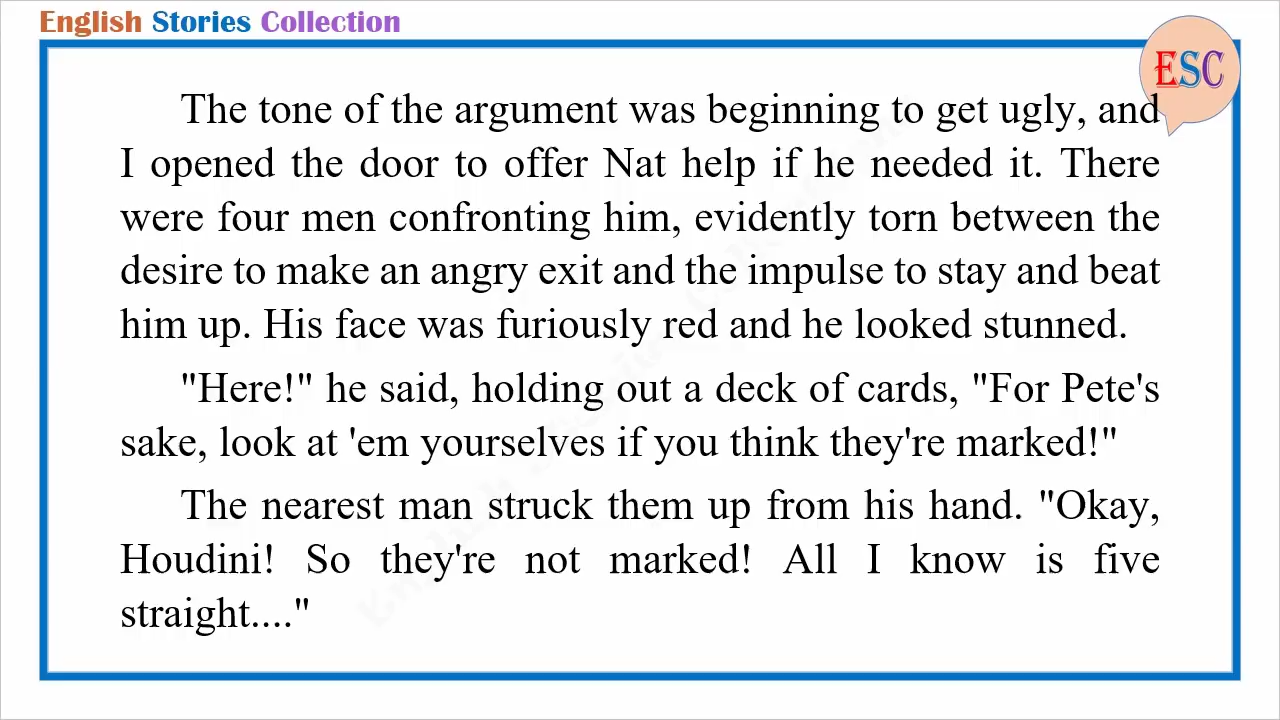 English Stories Collection
ESC
The tone of the argument was beginning to get ugly, and
I opened the door to offer Nat help if he needed it. There
were four men confronting him, evidently torn between the
desire to make an angry exit and the impulse to stay and beat
him up. His face was furiously red and he looked stunned.
"Here!" he said, holding out a deck of cards, "For Pete's
sake, look at 'em yourselves if you think they're marked!"
The nearest man struck them up from his hand. "Okay,
Houdini! So they're not marked! All I know is five
straight...."